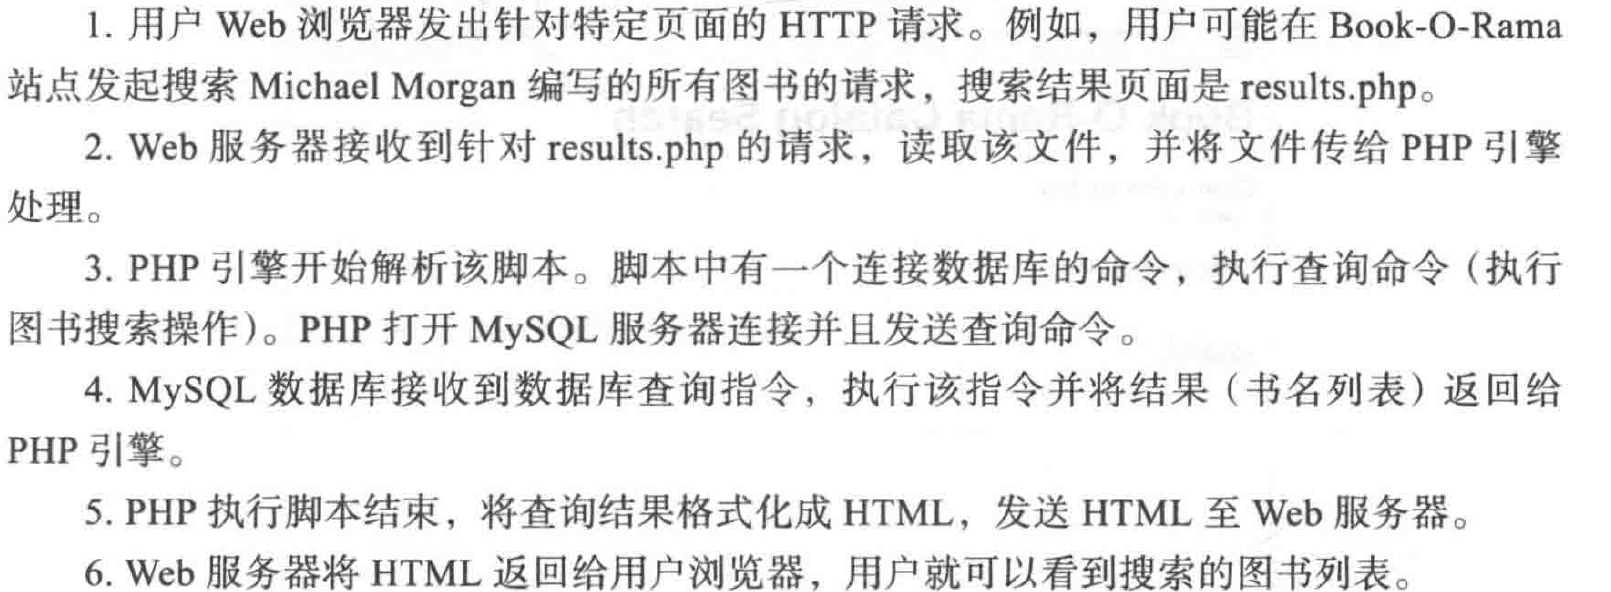 1. 用户 Web 浏览器发出针对特定页面的 HTTP 请求。例如，用户可能在 Book-O-Rama
站点发起搜索 Michael Morgan 编写的所有图书的请求，搜索结果页面是 results.php。
2. Web 服务器接收到针对 results.php 的请求，读取该文件，并将文件传给 PHP 引擎
处理。
3. PHP 引擎开始解析该脚本。脚本中有一个连接数据库的命令，执行查询命令（执行
图书搜索操作）。PHP 打开 MySQL 服务器连接并且发送查询命令。
4. MySQL 数据库接收到数据库查询指令，执行该指令并将结果（书名列表）返回给
PHP 引擎。
5. PHP 执行脚本结束，将查询结果格式化成 HTML，发送 HTML 至 Web 服务器。
6. Web 服务器将 HTML 返回给用户浏览器，用户就可以看到搜索的图书列表。